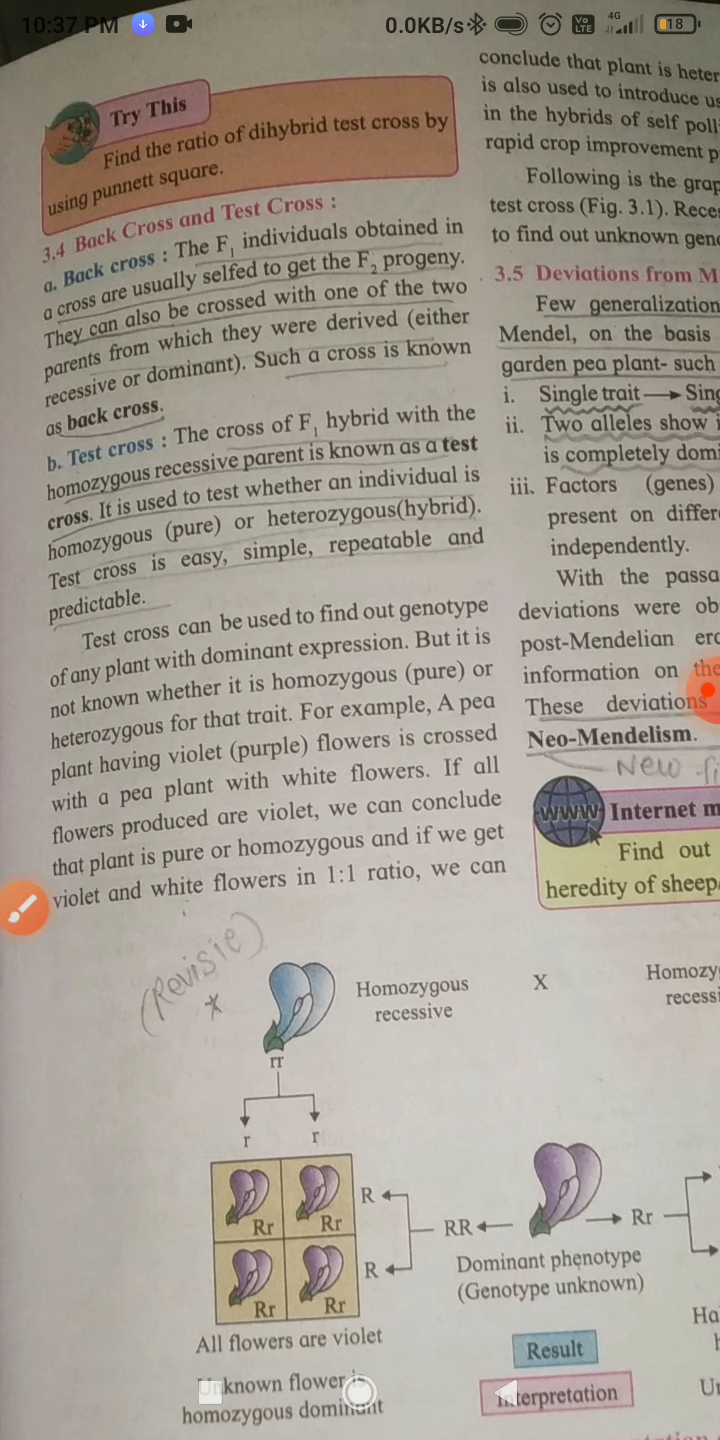 10:37 PM
0.0KB/s
Vo
LTE
4G
18
Try This
Find the ratio of dihybrid test cross by
using punnett square.
3.4 Back Cross and Test Cross :
a. Back cross : The F1 individuals obtained in
a cross are usually selfed to get the F2 progeny.
They can also be crossed with one of the two
parents from which they were derived (either
recessive or dominant). Such a cross is known
as back cross.
b. Test cross : The cross of F1 hybrid with the
homozygous recessive parent is known as a test
cross. It is used to test whether an individual is
homozygous (pure) or heterozygous(hybrid).
Test cross is easy, simple, repeatable and
predictable.
Test cross can be used to find out genotype
of any plant with dominant expression. But it is
not known whether it is homozygous (pure) or
heterozygous for that trait. For example, A pea
plant having violet (purple) flowers is crossed
with a pea plant with white flowers. If all
flowers produced are violet, we can conclude
that plant is pure or homozygous and if we get
violet and white flowers in 1:1 ratio, we can
conclude that plant is
is also used to introduce
in the hybrids of self
rapid crop improvement
Following is the
test cross (Fig. 3.1).
to find out unknown
3.5 Deviations from
Few
Mendel, on the basis
garden pea plant- such
i. Single trait →
ii. Two alleles show
is completely
iii. Factors (genes)
present on
independently.
With the
deviations were
post-Mendelian
information on the
These deviations
Neo-Mendelism.
New
www Internet
Find out
heredity of sheep
(Revisie)
Homozygous
recessive
X
rr
r r
Rr Rr
Rr Rr
R
R
RR
Rr
Dominant phenotype
(Genotype unknown)
All flowers are violet
Result
Unknown flower is
homozygous dominant
Interpretation